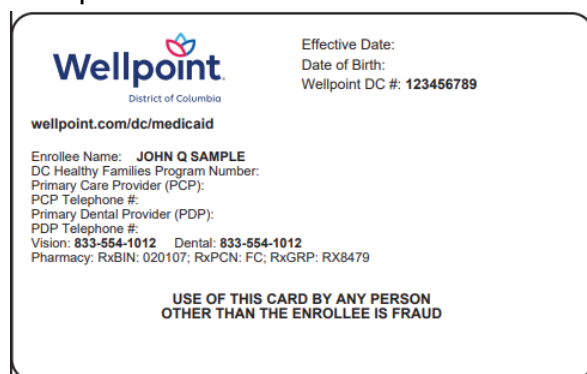 Wellpoint
District of Columbia
wellpoint.com/dc/medicaid
Effective Date:
Date of Birth:
Wellpoint DC #: 123456789
Enrollee Name: JOHN Q SAMPLE
DC Healthy Families Program Number:
Primary Care Provider (PCP):
PCP Telephone #:
Primary Dental Provider (PDP):
PDP Telephone #:
Vision: 833-554-1012 Dental: 833-554-1012
Pharmacy: RxBIN: 020107; RxPCN: FC; RxGRP: RX8479
USE OF THIS CARD BY ANY PERSON
OTHER THAN THE ENROLLEE IS FRAUD